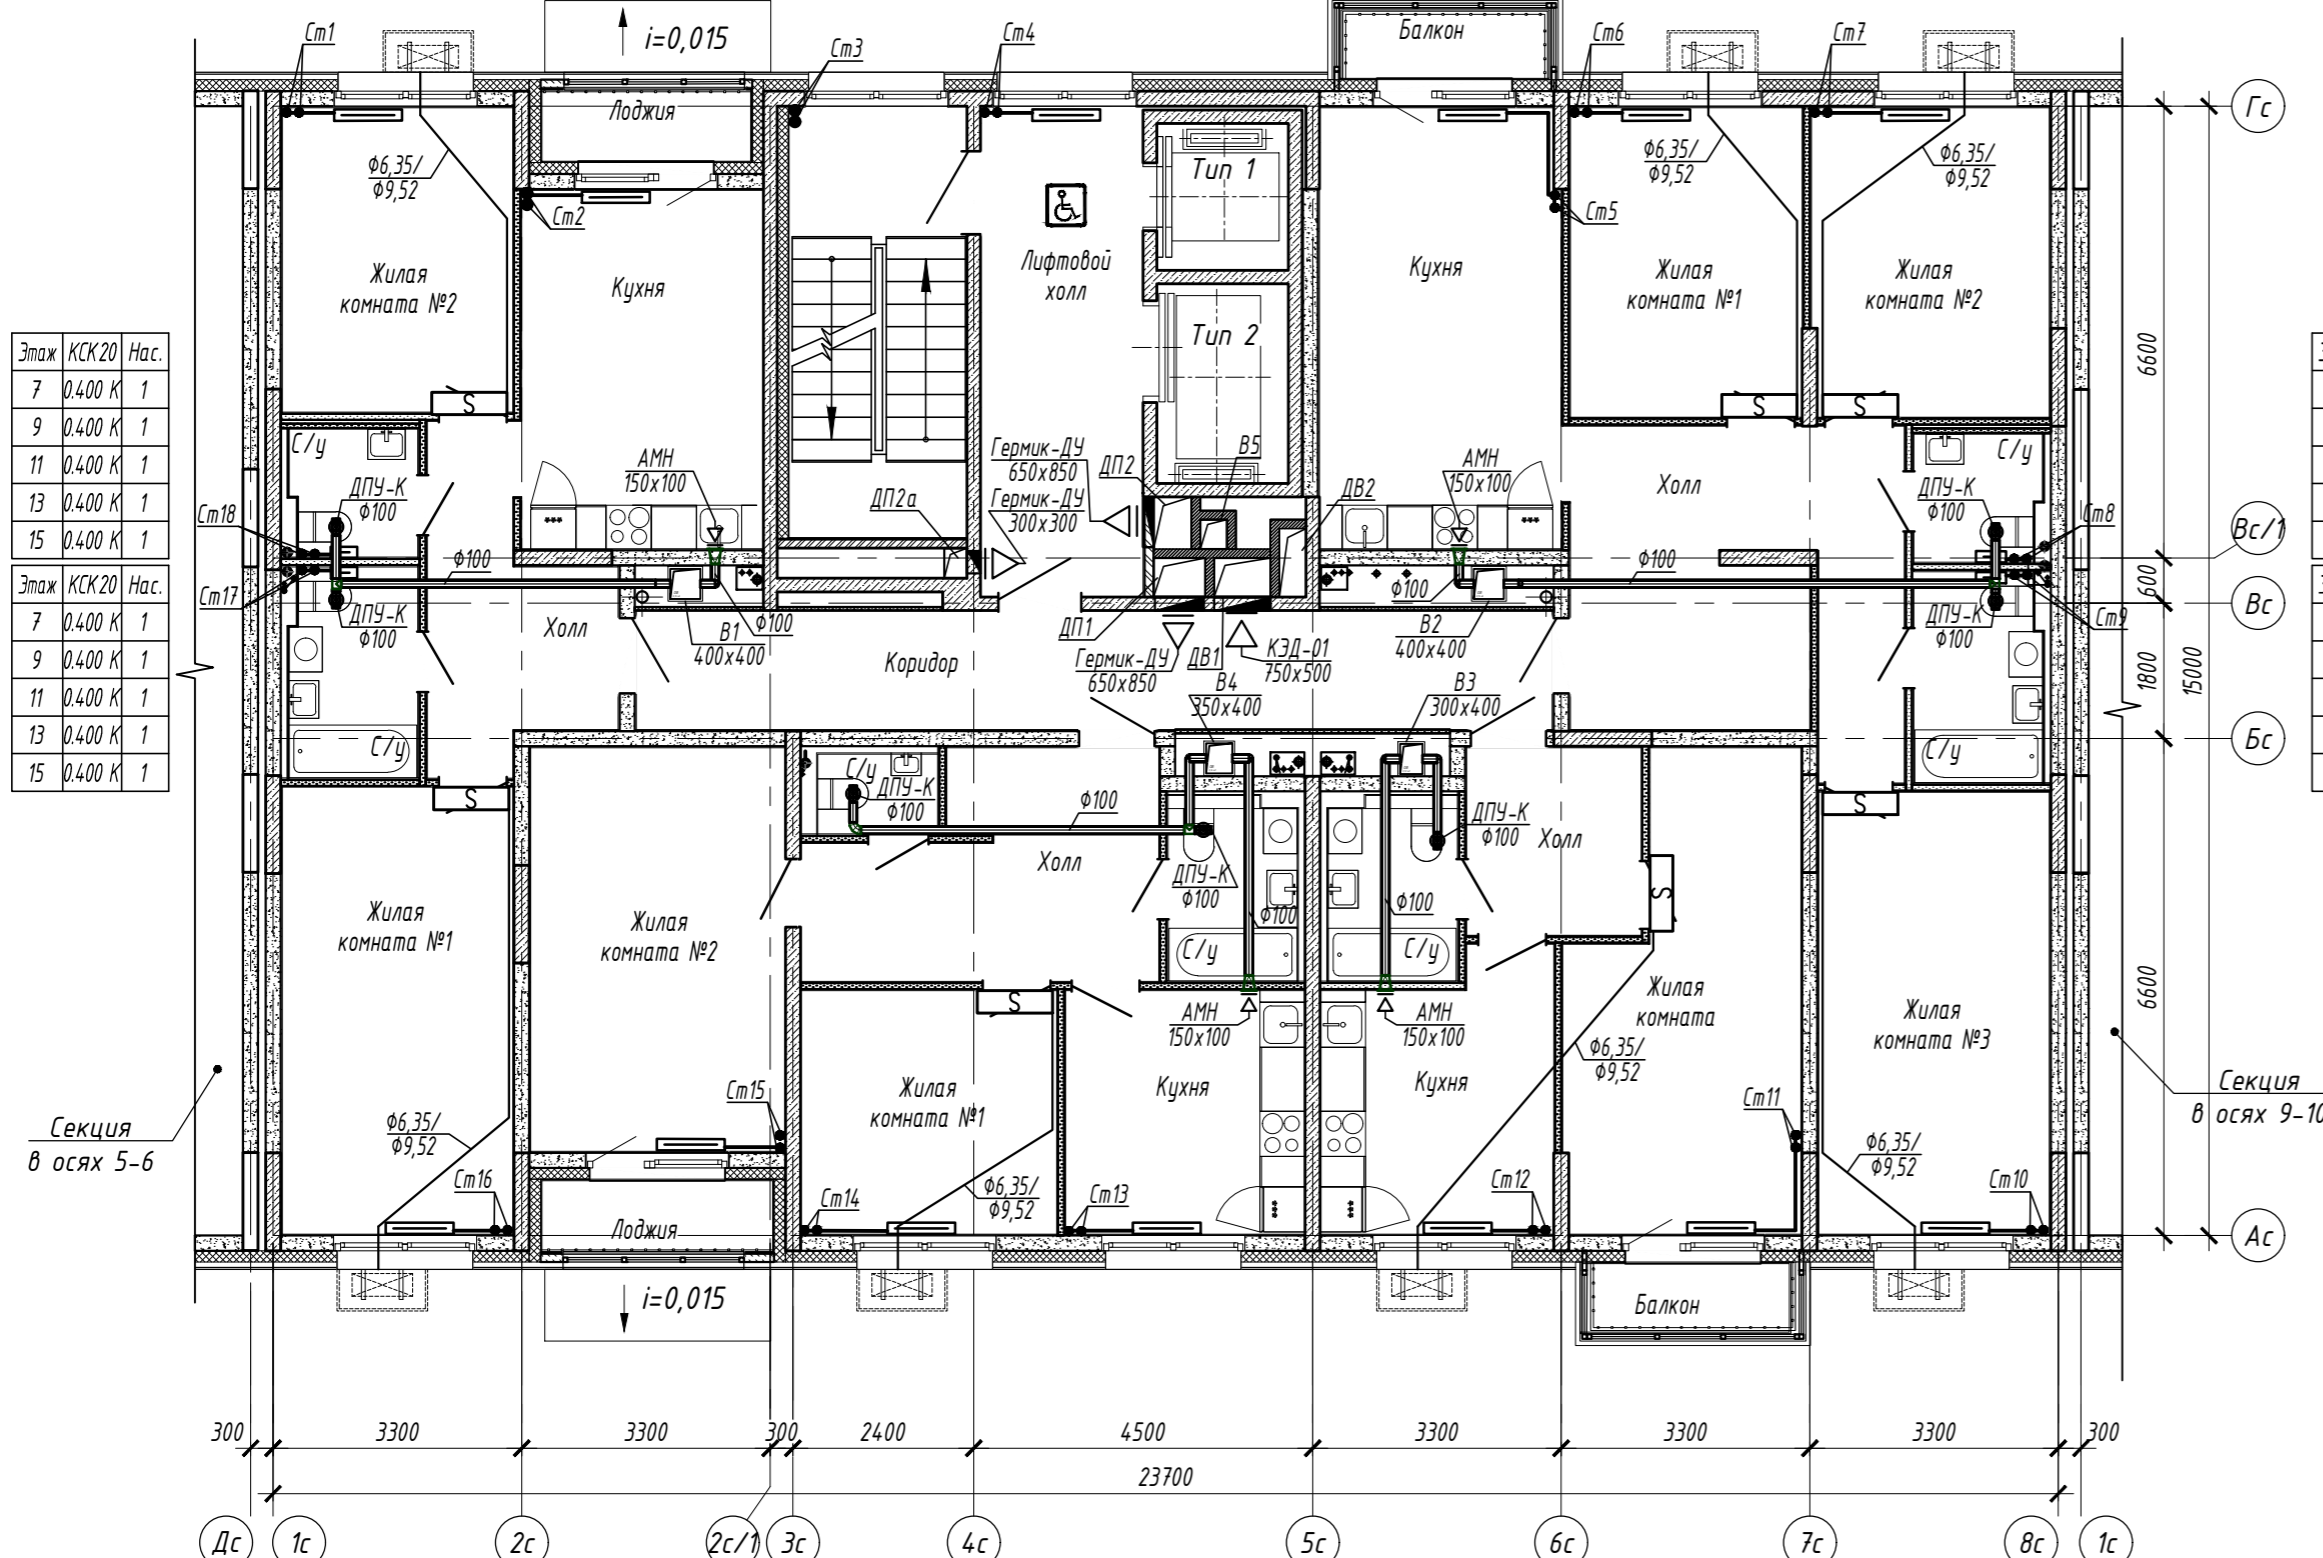 Ст1
i=0,015
Ст3
Ст4
Балкон
Ст6
Ст7
Гс
Лоджия
Ф6,35/
Ф9,52
Тип 1
Ф6,35/
Ф9,52
Ф6,35/
Ф9,52
Ст2
Ст5
Жилая
комната №2
Кухня
Лифтовой
холл
Кухня
Жилая
комната №1
Жилая
комната №2
Тип 2
6600
Этаж КСК20 Нас.
7 0.400 К 1
9 0.400 К 1
11 0.400 К 1
13 0.400 К 1
15 0.400 К 1
S
S
S
С/у
ДПУ-К
Ф100
Ст18
АМН
150х100
Гермик-ДУ
650х850
Гермик-ДУ
300х300
ДП2
ДП2а
В5
ДВ2
АМН
150х100
Холл
С/у
ДПУ-К
Ф100
Ст8
Вс/1
Ф100
Ф100
Ф100
600
Этаж КСК20 Нас.
7 0.400 К 1
9 0.400 К 1
11 0.400 К 1
13 0.400 К 1
15 0.400 К 1
Ст17
ДПУ-К
Ф100
Холл
В1
400х400
Ф100
Коридор
ДП1
Гермик-ДУ
650х850
ДВ1
КЭД-01
750х500
В2
400х400
ДПУ-К
Ф100
Ст9
Вс
1800
15000
В4
350х400
В3
300х400
Бс
С/у
С/у
С/у
S
S
ДПУ-К
Ф100
Ф100
ДПУ-К
Ф100
Холл
Холл
ДПУ-К
Ф100
S
Ф100
Ф100
Жилая
комната №1
Жилая
комната №2
С/у
С/у
S
АМН
150х100
АМН
150х100
Жилая
комната
Жилая
комната №3
6600
Ф6,35/
Ф9,52
Жилая
комната №1
Кухня
Кухня
Ст15
Ст11
Секция
в осях 5-6
Секция
в осях 9-10
Ф6,35/
Ф9,52
Ф6,35/
Ф9,52
Ф6,35/
Ф9,52
Ст16
Ст14
Ст13
Ст12
Ст10
Лоджия
Ас
i=0,015
Балкон
300 3300 3300 300 2400 4500 3300 3300 3300 300
23700
Дс 1с 2с 2с/1 3с 4с 5с 6с 7с 8с 1с